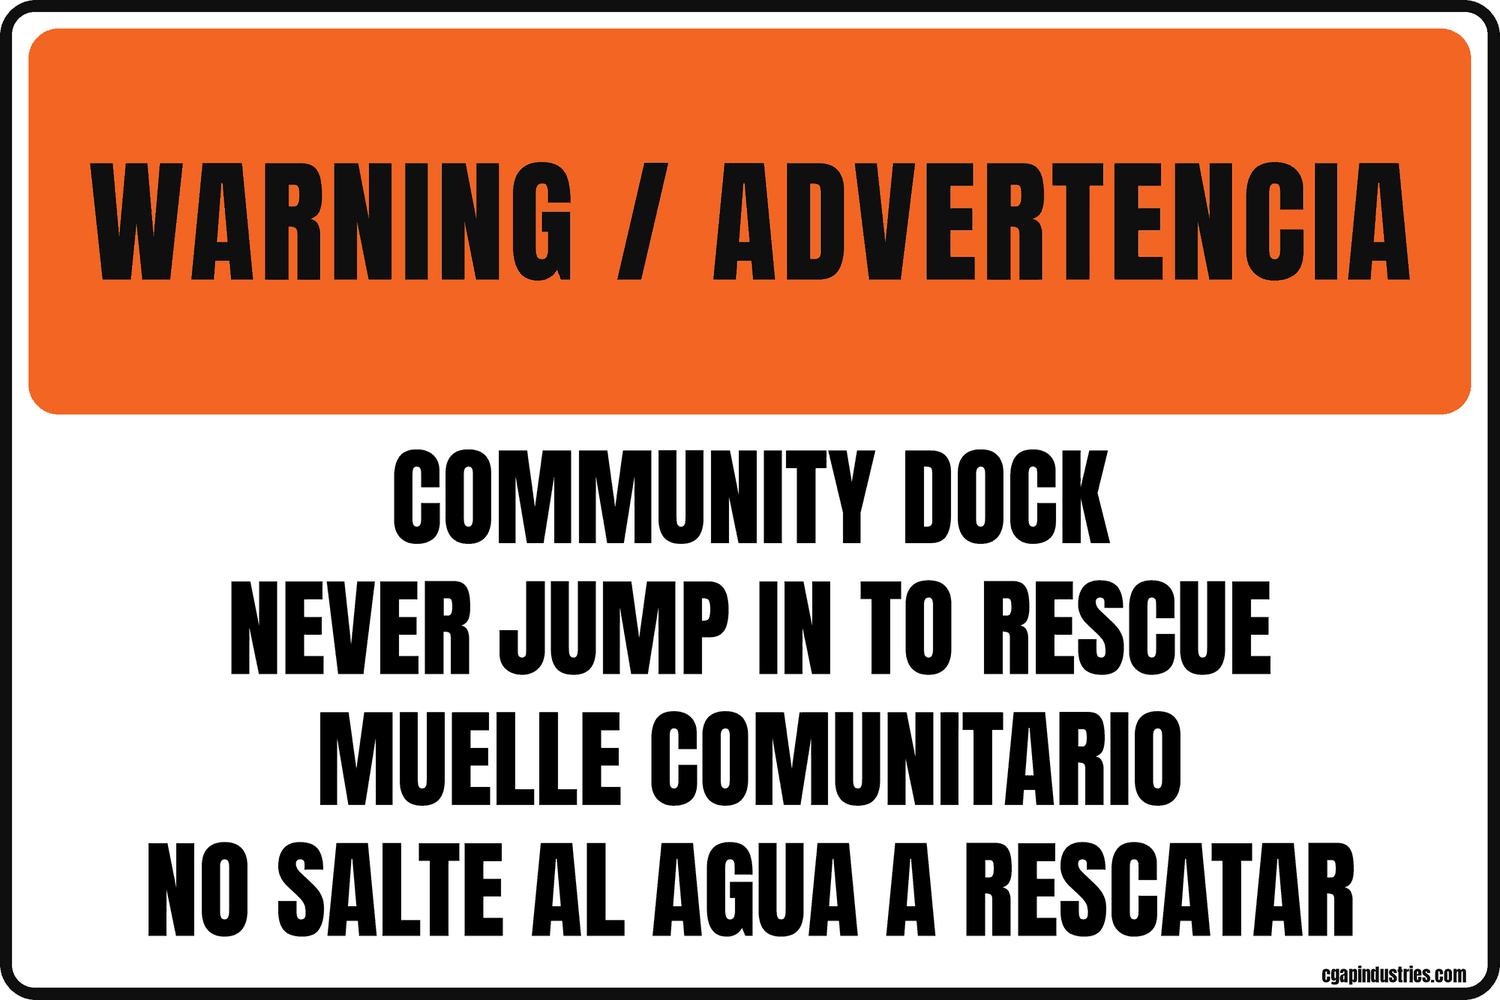 WARNING / ADVERTENCIA
COMMUNITY DOCK
NEVER JUMP IN TO RESCUE
MUELLE COMUNITARIO
NO SALTE AL AGUA A RESCATAR
cgapindustries.com